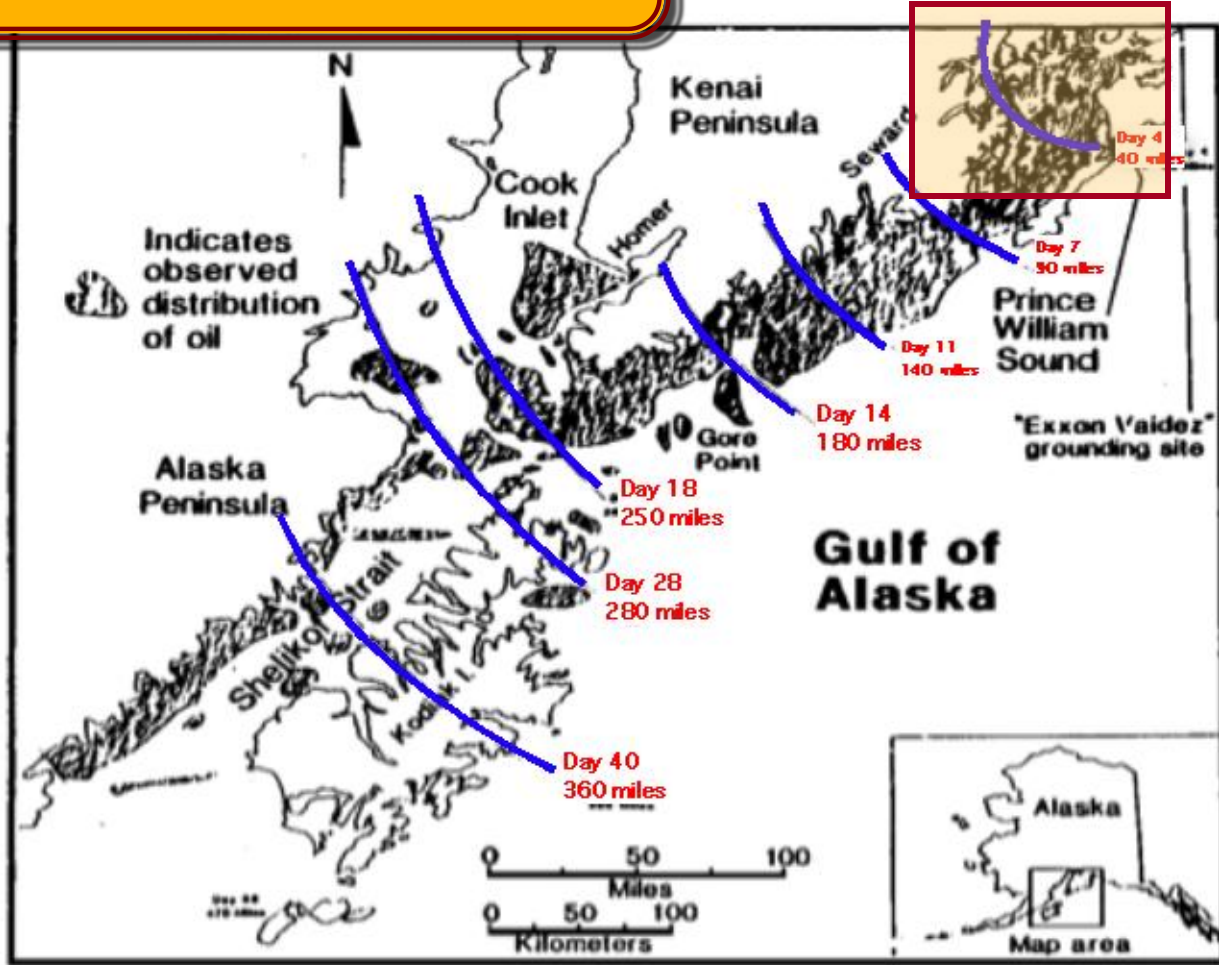 N
Kenai
Peninsula
Seward
Day 4
40 miles
Cook
Inlet
Homer
Indicates
observed
distribution
of oil
Day 7
90 miles
Prince
William
Sound
Day 11
140 miles
Day 14
180 miles
"Exxon Valdez"
grounding site
Gore
Point
Alaska
Peninsula
Day 18
250 miles
Gulf of
Alaska
Day 28
280 miles
Shelikof Strait
Kodiak I.
Day 40
360 miles
Alaska
0 50 100
Miles
0 50 100
Kilometers
Map area